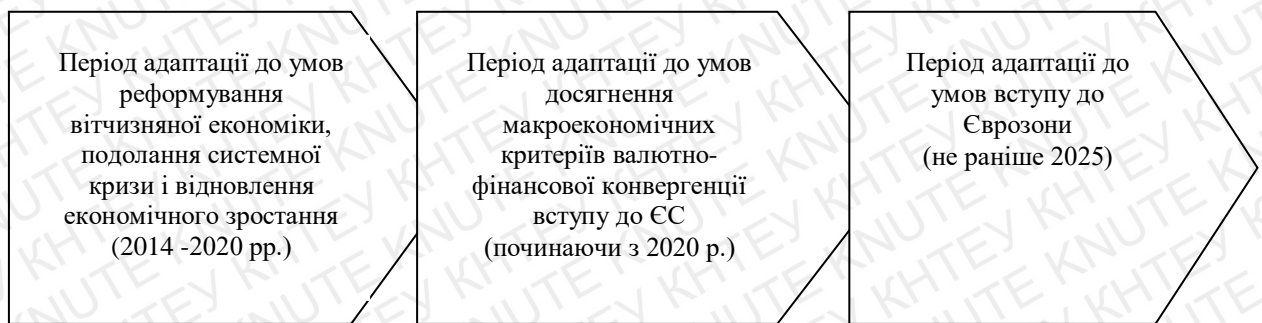 Період адаптації до умов
реформування
вітчизняної економіки,
подолання системної
кризи і відновлення
економічного зростання
(2014 -2020 рр.)
Період адаптації до умов
досягнення
макроекономічних
критеріїв валютно-
фінансової конвергенції
вступу до ЄС
(починаючи з 2020 р.)
Період адаптації до
умов вступу до
Єврозони
(не раніше 2025)